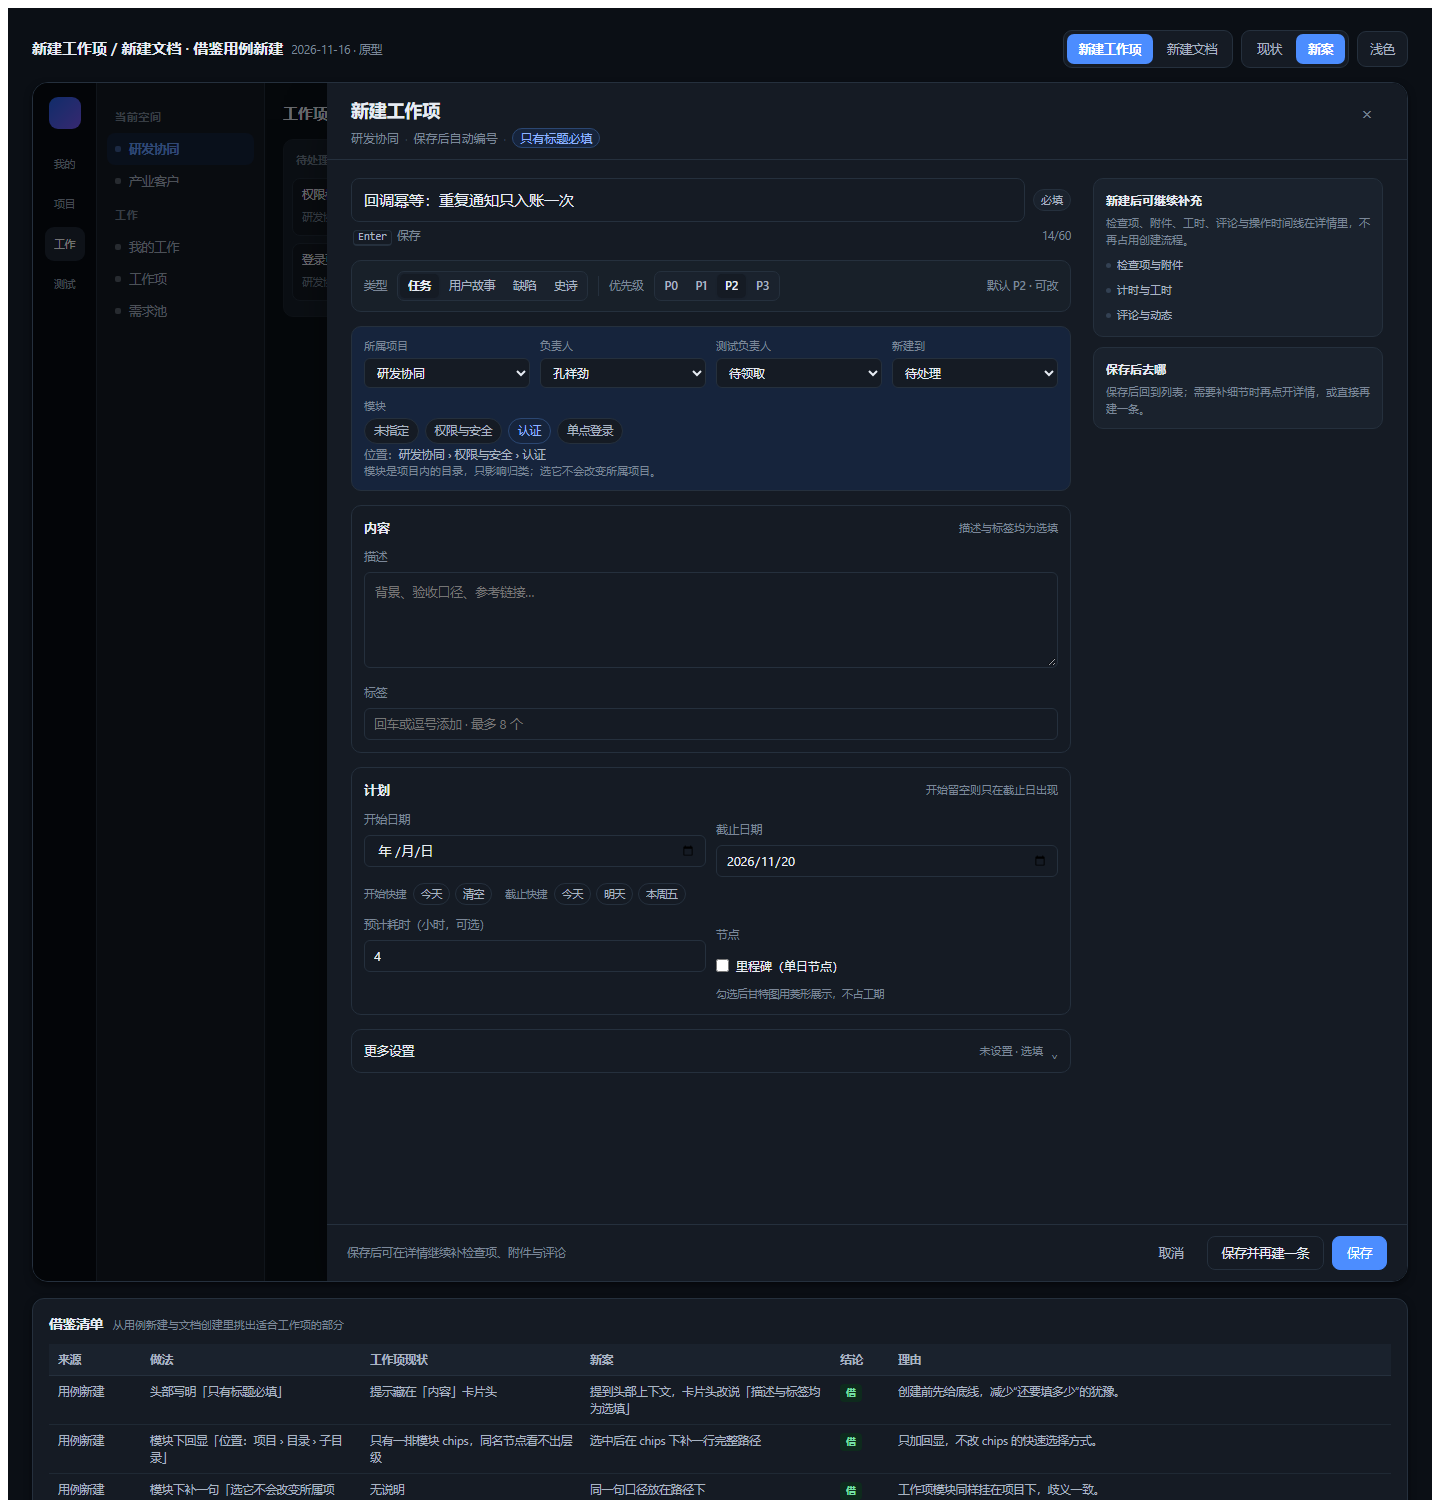 新建工作项 / 新建文档 · 借鉴用例新建 2026-11-16 · 原型
新建工作项 新建文档 现状 新案 浅色
我的
项目
工作
测试
当前空间
研发协同
产业客户
工作
我的工作
工作项
需求池
工作项
待处理
新建工作项
研发协同 · 保存后自动编号 · 只有标题必填
×
回调幂等：重复通知只入账一次 必填
Enter 保存 14/60
类型 任务 用户故事 缺陷 史诗 优先级 P0 P1 P2 P3 默认 P2 · 可改
所属项目 负责人 测试负责人 新建到
研发协同 孔祥劲 待领取 待处理
模块
未指定 权限与安全 认证 单点登录
位置：研发协同 › 权限与安全 › 认证
模块是项目内的目录，只影响归类；选它不会改变所属项目。
内容 描述与标签均为选填
描述
背景、验收口径、参考链接…
标签
回车或逗号添加 · 最多 8 个
计划 开始留空则只在截止日出现
开始日期 截止日期
年 /月/日 2026/11/20
开始快捷 今天 清空 截止快捷 今天 明天 本周五
预计耗时（小时，可选） 节点
4
里程碑（单日节点）
勾选后甘特图用菱形展示，不占工期
更多设置 未设置 · 选填
新建后可继续补充
检查项、附件、工时、评论与操作时间线在详情里，不
再占用创建流程。
检查项与附件
计时与工时
评论与动态
保存后去哪
保存后回到列表；需要补细节时再点开详情，或直接再
建一条。
保存后可在详情继续补检查项、附件与评论 取消 保存并再建一条 保存
借鉴清单 从用例新建与文档创建里挑出适合工作项的部分
来源 做法 工作项现状 新案 结论 理由
用例新建 头部写明「只有标题必填」 提示藏在「内容」卡片头 提到头部上下文，卡片头改说「描述与标签均
为选填」 借 创建前先给底线，减少“还要填多少”的犹豫。
用例新建 模块下回显「位置：项目 › 目录 › 子目
录」 只有一排模块 chips，同名节点看不出层
级 选中后在 chips 下补一行完整路径 借 只加回显，不改 chips 的快速选择方式。
用例新建 模块下补一句「选它不会改变所属项 无说明 同一句口径放在路径下 借 工作项模块同样挂在项目下，歧义一致。